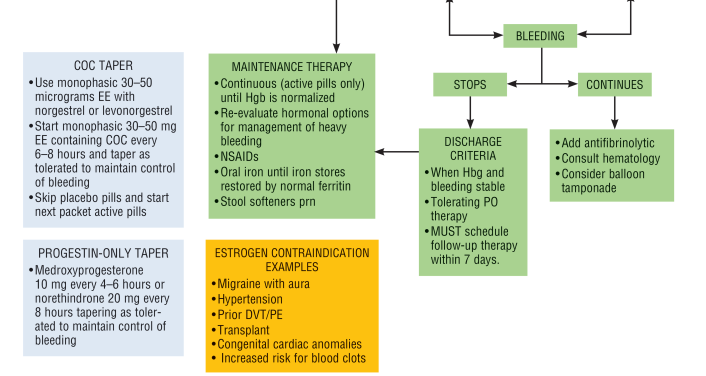 BLEEDING
STOPS
CONTINUES
COC TAPER
• Use monophasic 30–50
micrograms EE with
norgestrel or levonorgestrel
• Start monophasic 30–50 mg
EE containing COC every
6–8 hours and taper as
tolerated to maintain control
of bleeding
• Skip placebo pills and start
next packet active pills
MAINTENANCE THERAPY
• Continuous (active pills only)
until Hgb is normalized
• Re-evaluate hormonal options
for management of heavy
bleeding
• NSAIDs
• Oral iron until iron stores
restored by normal ferritin
• Stool softeners prn
DISCHARGE
CRITERIA
• When Hbg and
bleeding stable
• Tolerating PO
therapy
• MUST schedule
follow-up therapy
within 7 days.
• Add antifibrinolytic
• Consult hematology
• Consider balloon
tamponade
PROGESTIN-ONLY TAPER
• Medroxyprogesterone
10 mg every 4–6 hours or
norethindrone 20 mg every
8 hours tapering as toler-
ated to maintain control of
bleeding
ESTROGEN CONTRAINDICATION
EXAMPLES
• Migraine with aura
• Hypertension
• Prior DVT/PE
• Transplant
• Congenital cardiac anomalies
• Increased risk for blood clots